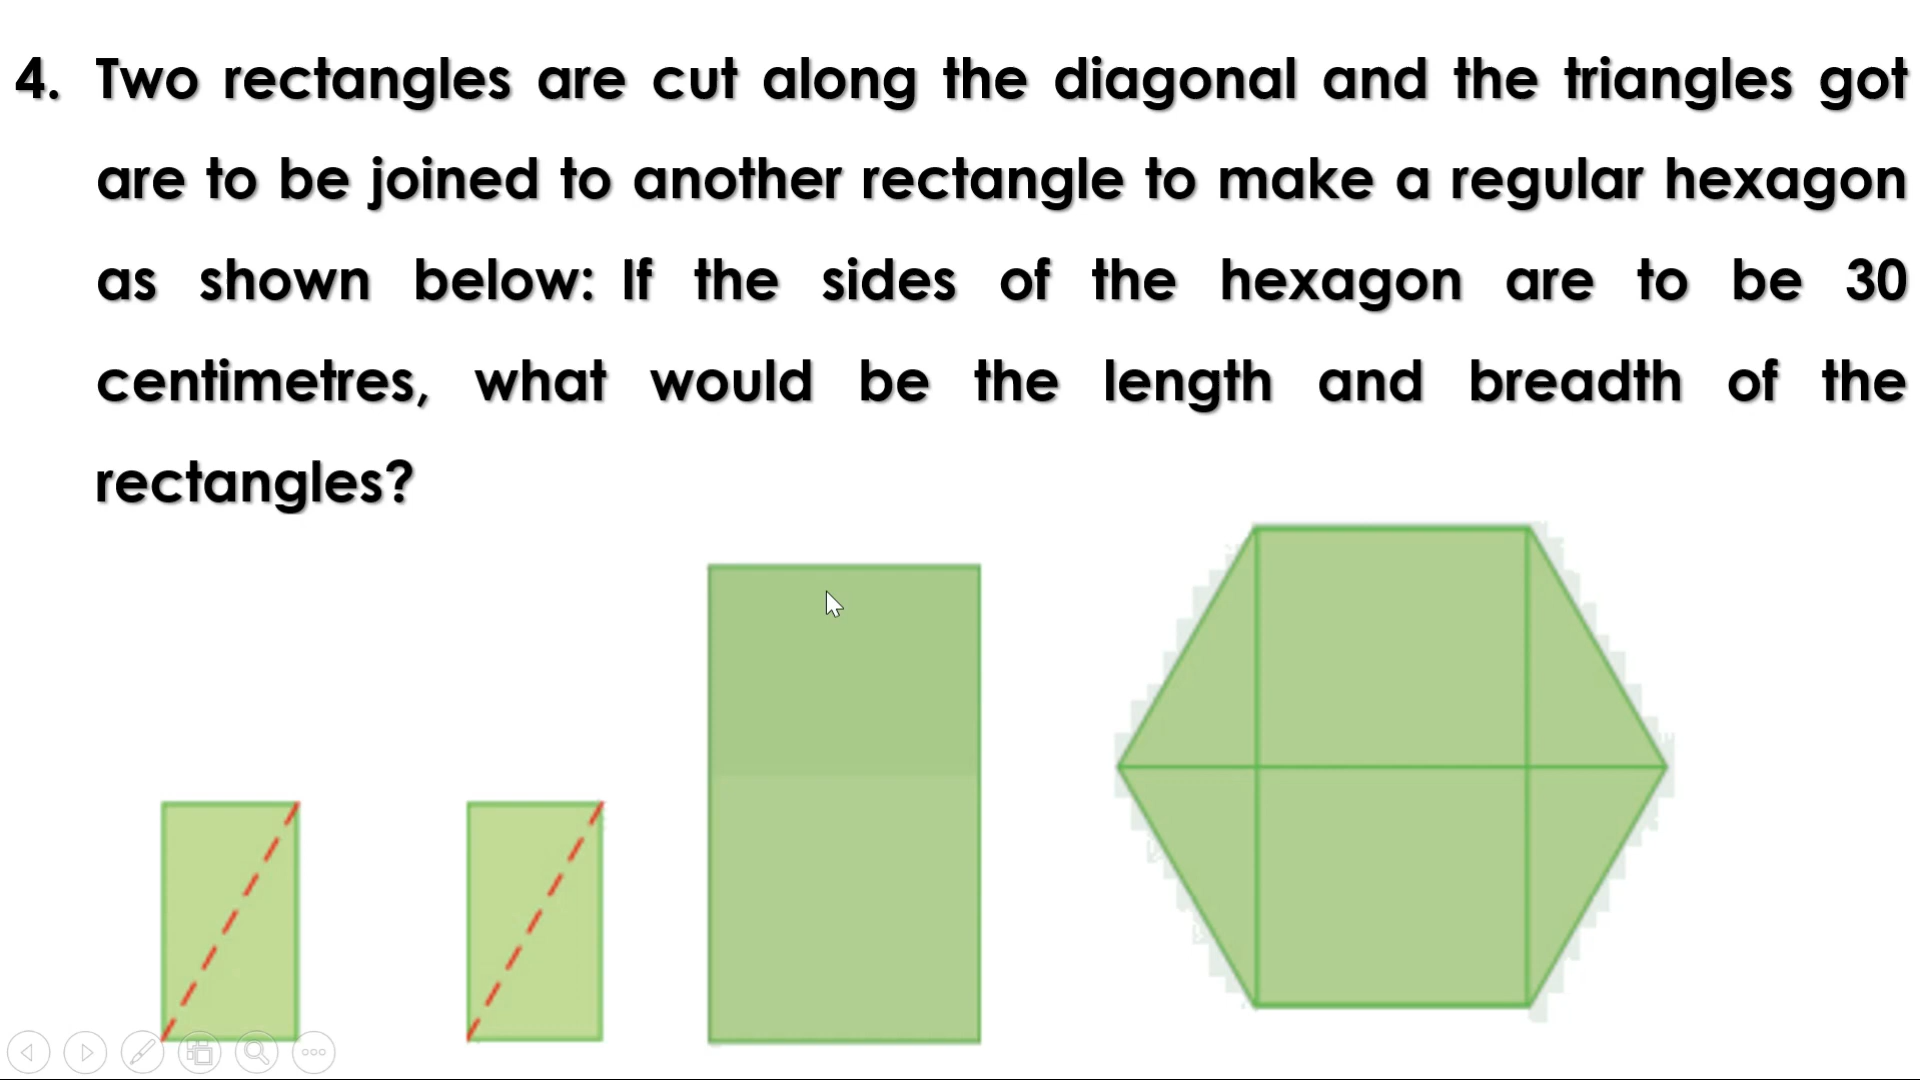 4. Two rectangles are cut along the diagonal and the triangles got
are to be joined to another rectangle to make a regular hexagon
as shown below: If the sides of the hexagon are to be 30
centimetres, what would be the length and breadth of the
rectangles?